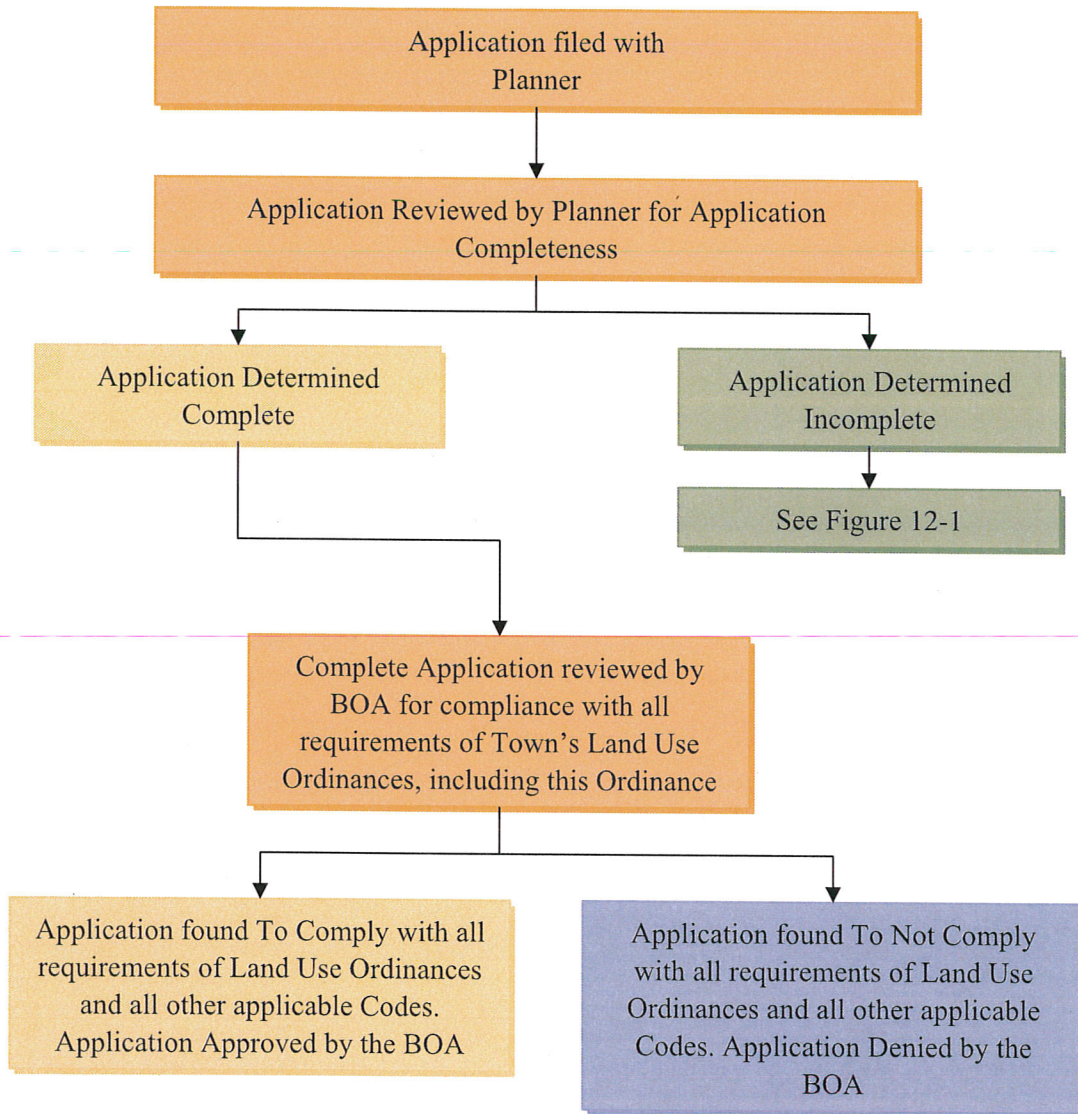 Application filed with
Planner
Application Reviewed by Planner for Application
Completeness
Application Determined
Complete
Application Determined
Incomplete
See Figure 12-1
Complete Application reviewed by
BOA for compliance with all
requirements of Town's Land Use
Ordinances, including this Ordinance
Application found To Comply with all
requirements of Land Use Ordinances
and all other applicable Codes.
Application Approved by the BOA
Application found To Not Comply
with all requirements of Land Use
Ordinances and all other applicable
Codes. Application Denied by the
BOA